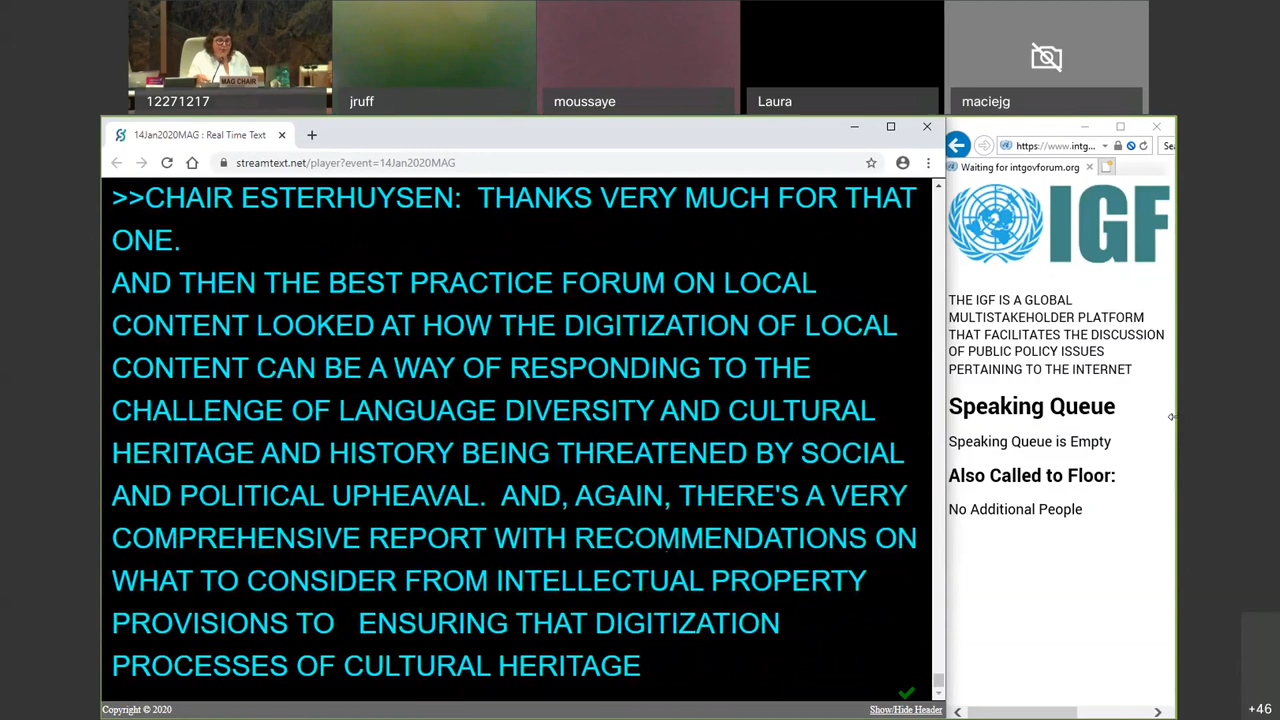 MAG CHAIR
12271217
jruff
moussaye
Laura
maciejg
14Jan2020MAG : Real Time Text
streamtext.net/player?event=14Jan2020MAG
>>CHAIR ESTERHUYSEN:  THANKS VERY MUCH FOR THAT
ONE.
AND THEN THE BEST PRACTICE FORUM ON LOCAL
CONTENT LOOKED AT HOW THE DIGITIZATION OF LOCAL
CONTENT CAN BE A WAY OF RESPONDING TO THE
CHALLENGE OF LANGUAGE DIVERSITY AND CULTURAL
HERITAGE AND HISTORY BEING THREATENED BY SOCIAL
AND POLITICAL UPHEAVAL.  AND, AGAIN, THERE'S A VERY
COMPREHENSIVE REPORT WITH RECOMMENDATIONS ON
WHAT TO CONSIDER FROM INTELLECTUAL PROPERTY
PROVISIONS TO   ENSURING THAT DIGITIZATION
PROCESSES OF CULTURAL HERITAGE
Copyright © 2020
Show/Hide Header
https://www.intg...
Sea
Waiting for intgovforum.org
IGF
THE IGF IS A GLOBAL
MULTISTAKEHOLDER PLATFORM
THAT FACILITATES THE DISCUSSION
OF PUBLIC POLICY ISSUES
PERTAINING TO THE INTERNET
Speaking Queue
Speaking Queue is Empty
Also Called to Floor:
No Additional People
+46